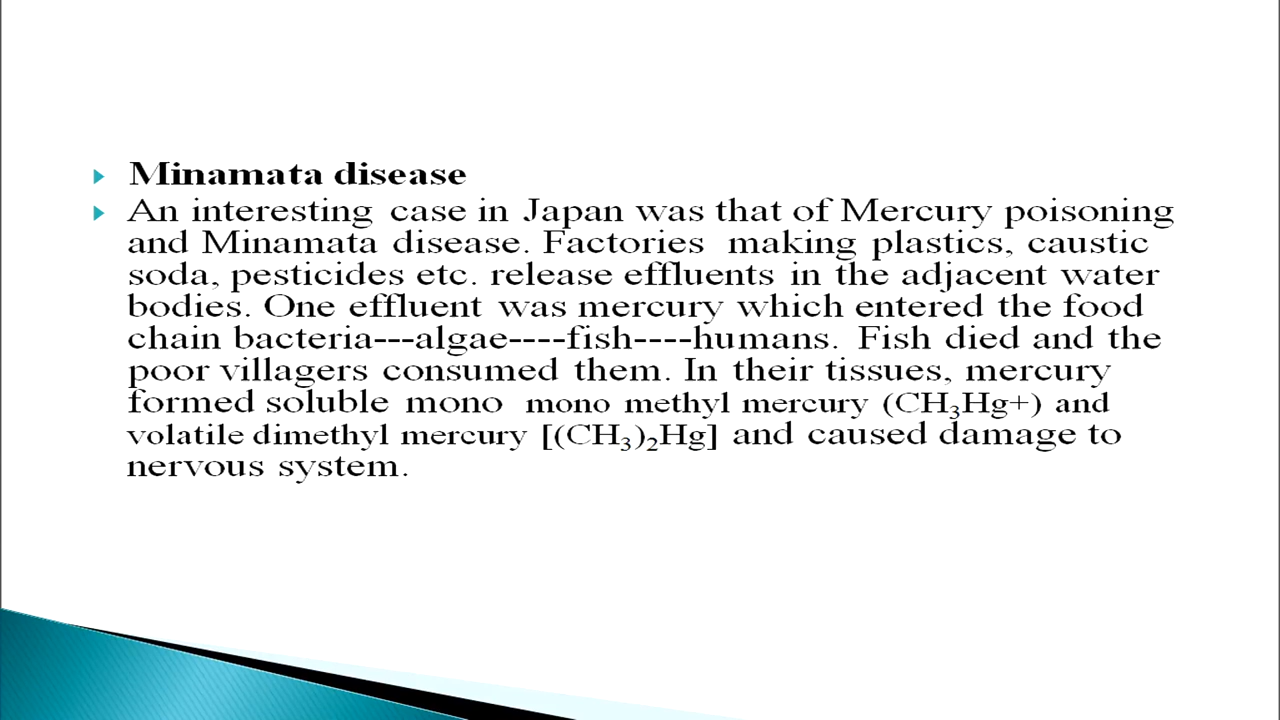 Minamata disease
An interesting case in Japan was that of Mercury poisoning
and Minamata disease. Factories making plastics, caustic
soda, pesticides etc. release effluents in the adjacent water
bodies. One effluent was mercury which entered the food
chain bacteria---algae----fish----humans. Fish died and the
poor villagers consumed them. In their tissues, mercury
formed soluble mono mono methyl mercury (CH₃Hg+) and
volatile dimethyl mercury [(CH₃)₂Hg] and caused damage to
nervous system.